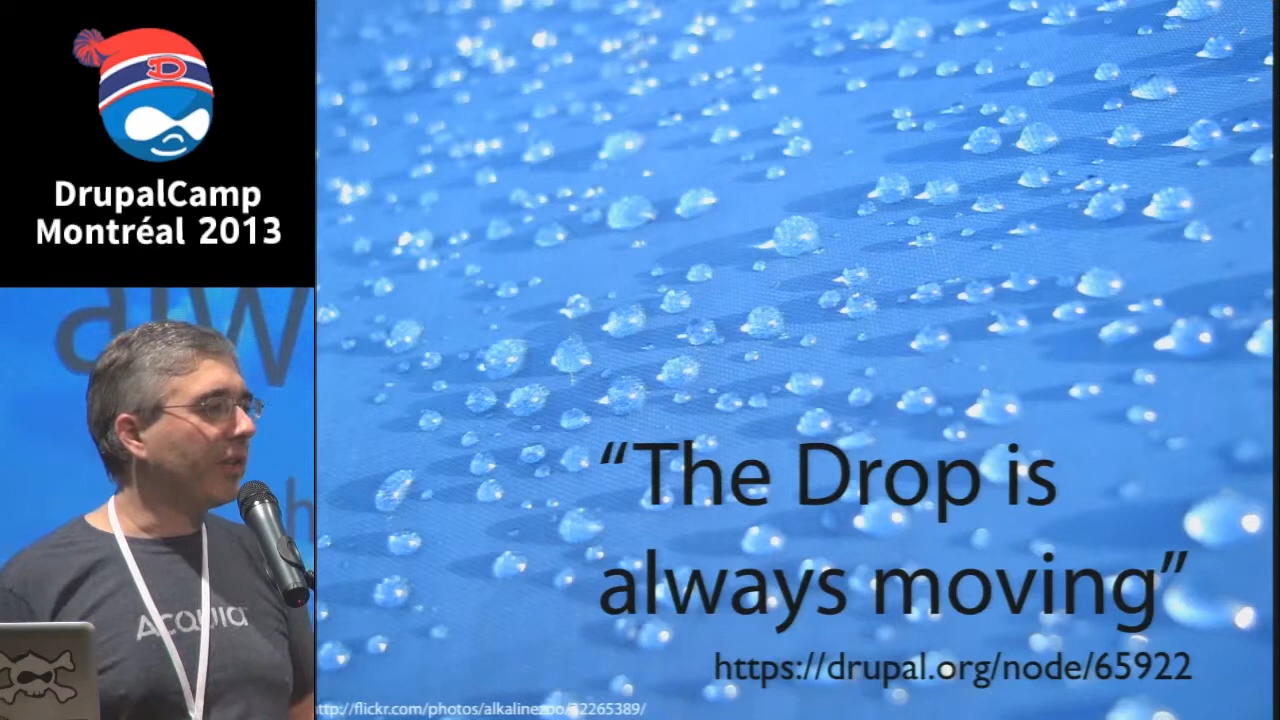 DrupalCamp
Montréal 2013
ACQUIA
“The Drop is
always moving”
https://drupal.org/node/65922